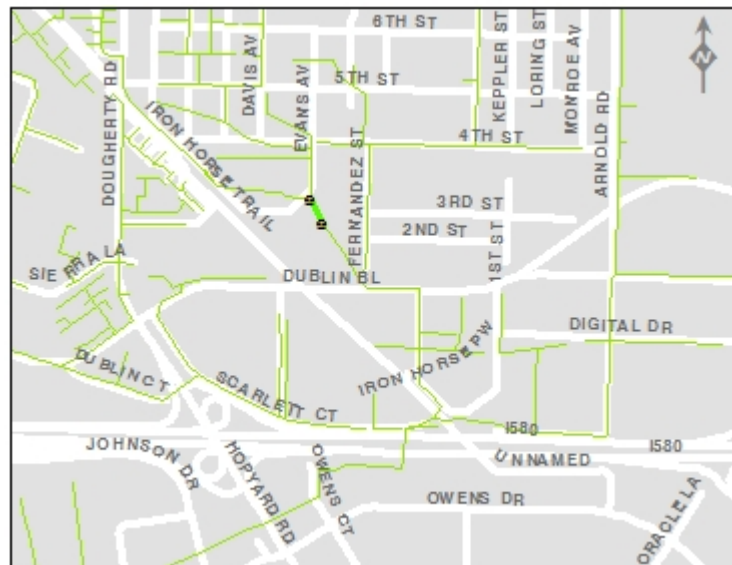 6TH ST
KEPPLER ST
LORING ST
MONROE AV
DAVIS AV
EVANS AV
5TH ST
DOUGHERTY RD
IRON HORSE TRAIL
4TH ST
ARNOLD RD
FERNANDEZ ST
3RD ST
2ND ST
1ST ST
SIERRA LA
DUBLIN BL
DIGITAL DR
DUBLIN CT
IRON HORSE PW
SCARLETT CT
I580
I580
JOHNSON DR
HOPYARD RD
OWENS CT
UNNAMED
OWENS DR
ORACLE LA
N